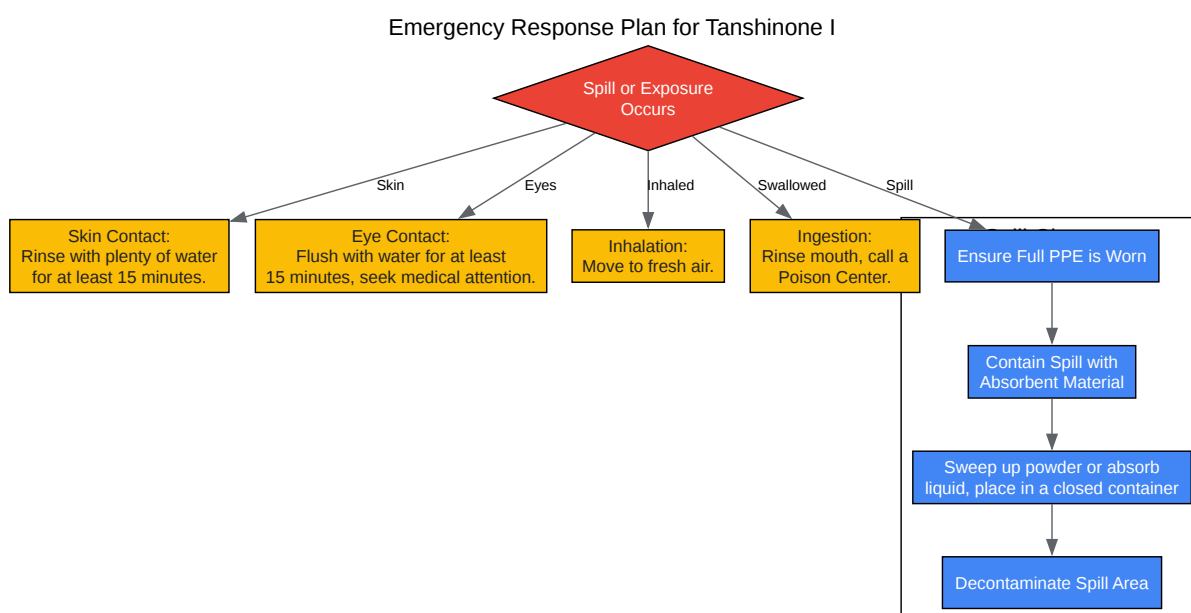 Emergency Response Plan for Tanshinone I
Spill or Exposure
Occurs
Skin
Eyes
Inhaled
Swallowed
Spill
Skin Contact:
Rinse with plenty of water
for at least 15 minutes.
Eye Contact:
Flush with water for at least
15 minutes, seek medical attention.
Inhalation:
Move to fresh air.
Ingestion:
Rinse mouth, call a
Poison Center.
Ensure Full PPE is Worn
Contain Spill with
Absorbent Material
Sweep up powder or absorb
liquid, place in a closed container
Decontaminate Spill Area